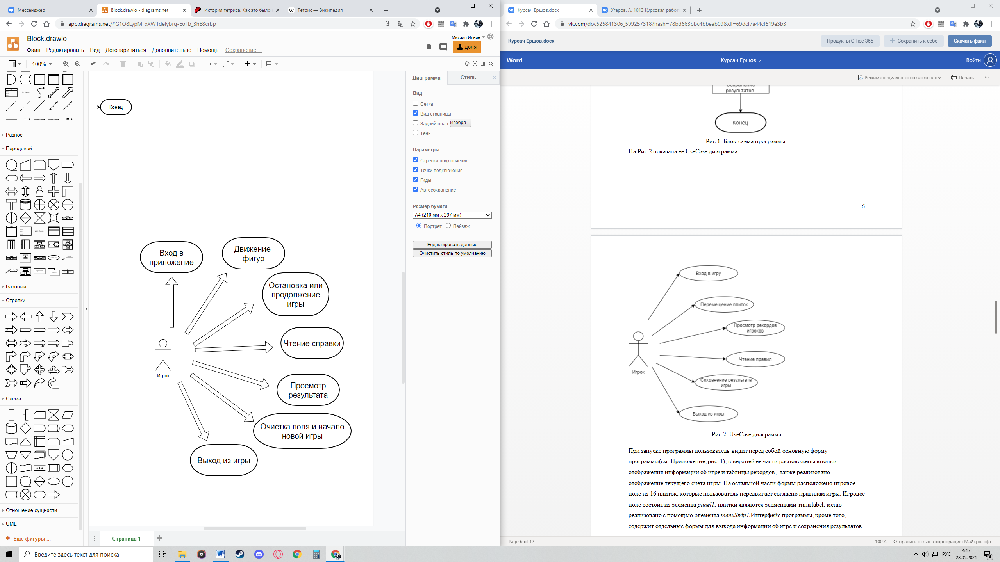 Мессенджер
Block.drawio - diagrams.net
История тетриса. Как это было
Тетрис — Википедия
app.diagrams.net/#G1O8LypMFxXW1delybrg-EoFb_3hE8crbp
Block.drawio
Файл Редактировать Вид Договариваться Дополнительно Помощь Сохранение ...
Михаил Ильин
доля
100%
List Item
Разное
Передовой
List Item
Базовый
Стрелки
Схема
Отношение сущности
UML
+ Еще фигуры ...
Конец
Вход в
приложение
Движение
фигур
Остановка или
продолжение
игры
Чтение справки
Игрок
Просмотр
результата
Очистка поля и начало
новой игры
Выход из игры
Страница 1
Диаграмма
Стиль
Вид
Сетка
Вид страницы
Задний план
Изобра...
Тень
Параметры
Стрелки подключения
Точки подключения
Гиды
Автосохранение
Размер бумаги
A4 (210 мм x 297 мм)
Портрет
Пейзаж
Редактировать данные
Очистить стиль по умолчанию
Курсач Ершов.docx
Угаров. А. 1013 Курсовая работ
vk.com/doc525841306_599257318?hash=78bd663bbc4bbeab09&dl=69dcf7a44cf619e3b3
Курсач Ершов.docx
Продукты Office 365
Сохранить к себе
Скачать файл
Word
Курсач Ершов
Войти
Режим специальных возможностей
Печать
Сохранение
результатов.
Конец
Рис.1. Блок-схема программы.
На Рис.2 показана её UseCase диаграмма.
6
Вход в игру
Перемещение плиток
Просмотр рекордов
игроков
Чтение правил
Игрок
Сохранение результата
игры
Выход из игры
Рис.2. UseCase диаграмма
При запуске программы пользователь видит перед собой основную форму
программы(см. Приложение, рис. 1), в верхней её части расположены кнопки
отображения информации об игре и таблицы рекордов, также реализовано
отображение текущего счета игры. На остальной части формы расположено игровое
поле из 16 плиток, которые пользователь передвигает согласно правилам игры. Игровое
поле состоит из элемента panel1, плитки являются элементами типа label, меню
реализовано с помощью элемента menuStrip1.Интерфейс программы, кроме того,
содержит отдельные формы для вывода информации об игре и сохранения результатов
Page 6 of 12
100%
Отправить отзыв в корпорацию Майкрософт
Введите здесь текст для поиска
РУС
4:17
28.05.2021
4